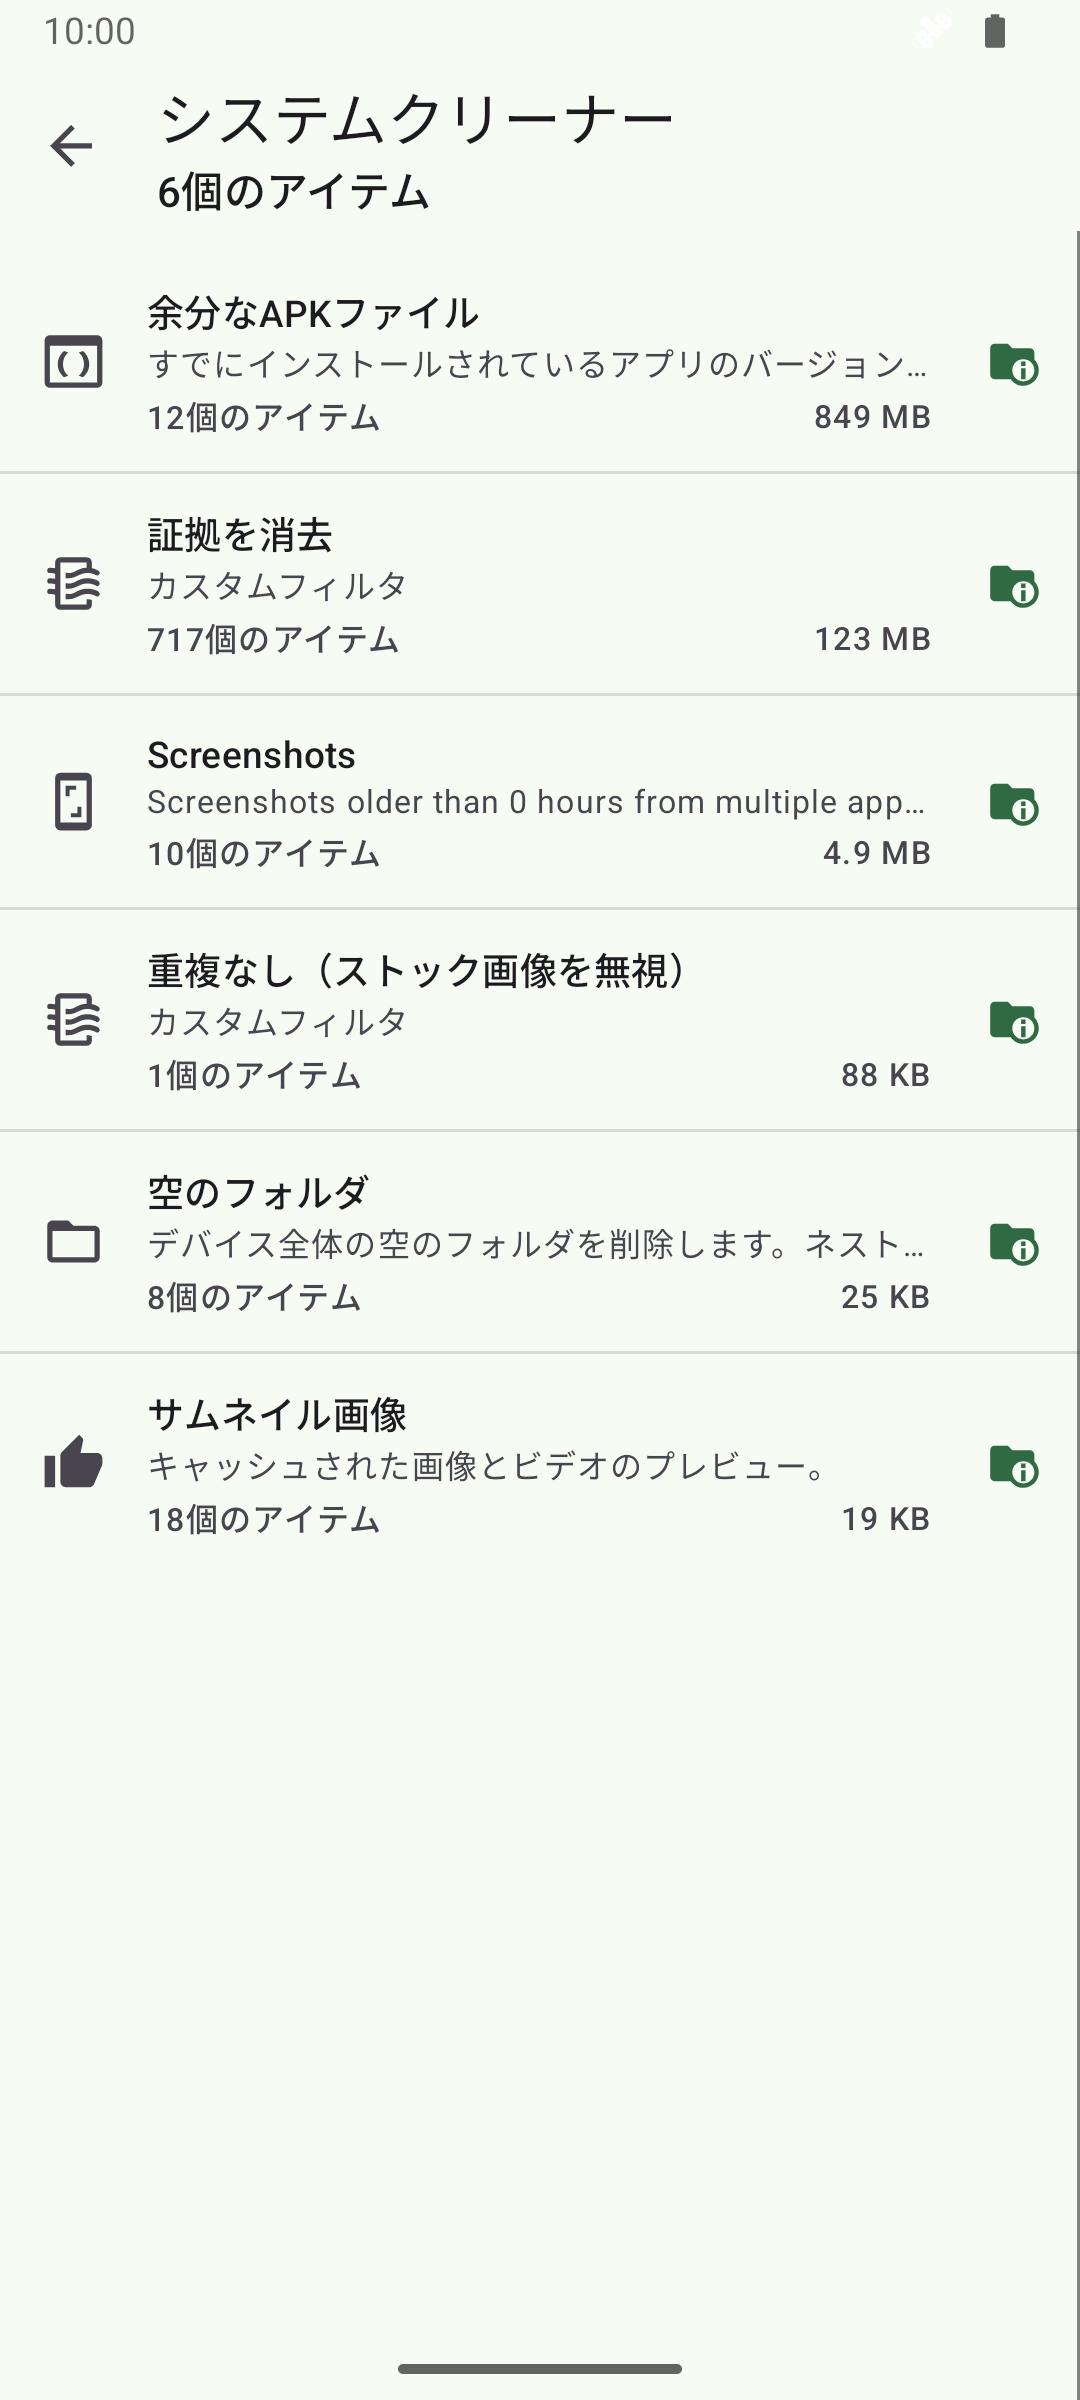 10:00
システムクリーナー
6個のアイテム
余分なAPKファイル
すでにインストールされているアプリのバージョン…
12個のアイテム 849 MB
証拠を消去
カスタムフィルタ
717個のアイテム 123 MB
Screenshots
Screenshots older than 0 hours from multiple app…
10個のアイテム 4.9 MB
重複なし（ストック画像を無視）
カスタムフィルタ
1個のアイテム 88 KB
空のフォルダ
デバイス全体の空のフォルダを削除します。ネスト…
8個のアイテム 25 KB
サムネイル画像
キャッシュされた画像とビデオのプレビュー。
18個のアイテム 19 KB